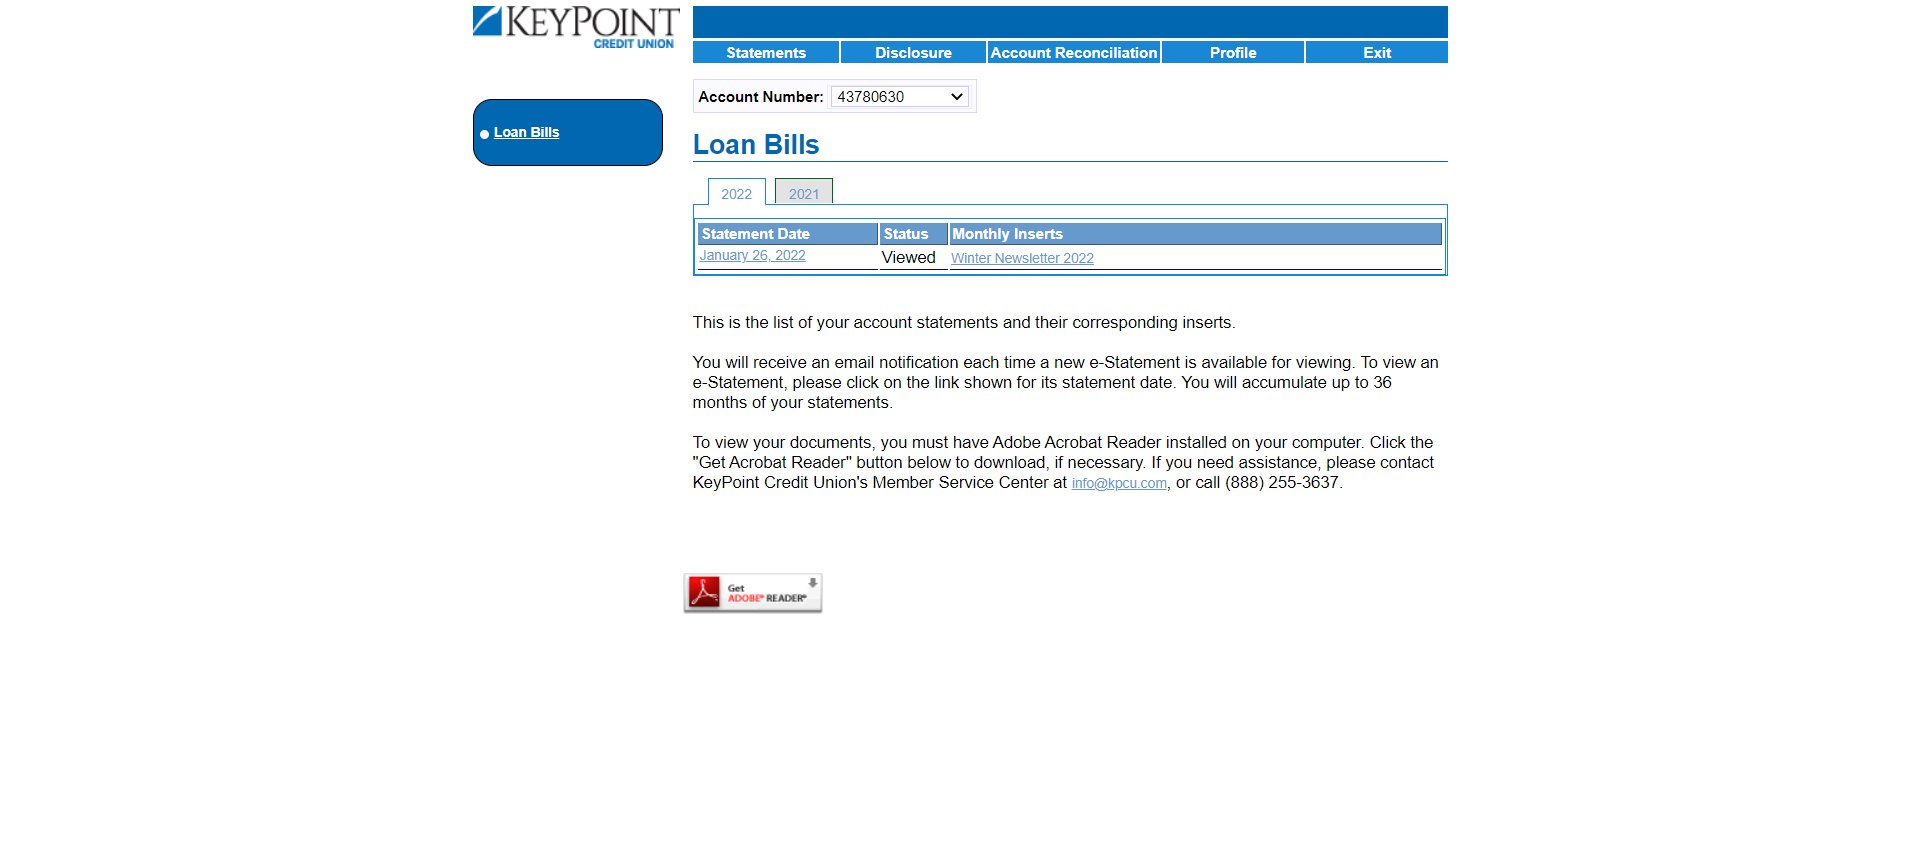 KEYPOINT
CREDIT UNION
Statements Disclosure Account Reconciliation Profile Exit
Account Number: 43780630
Loan Bills
Loan Bills
2022 2021
Statement Date Status Monthly Inserts
January 26, 2022 Viewed Winter Newsletter 2022
This is the list of your account statements and their corresponding inserts.
You will receive an email notification each time a new e-Statement is available for viewing. To view an
e-Statement, please click on the link shown for its statement date. You will accumulate up to 36
months of your statements.
To view your documents, you must have Adobe Acrobat Reader installed on your computer. Click the
"Get Acrobat Reader" button below to download, if necessary. If you need assistance, please contact
KeyPoint Credit Union's Member Service Center at info@kpcu.com, or call (888) 255-3637.
Get
ADOBE® READER®